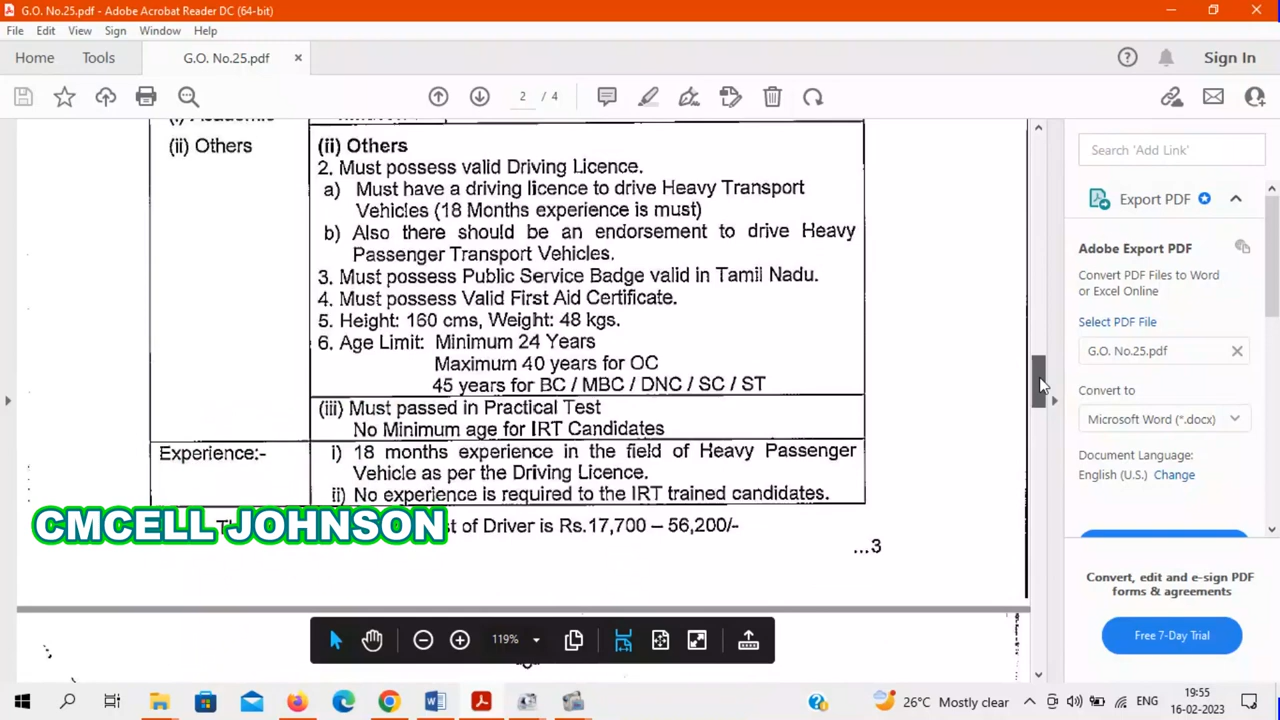 G.O. No.25.pdf - Adobe Acrobat Reader DC (64-bit)
File Edit View Sign Window Help
Home Tools G.O. No.25.pdf Sign In
2 / 4
(i) Academic
(ii) Others
(ii) Others
2. Must possess valid Driving Licence.
a) Must have a driving licence to drive Heavy Transport
Vehicles (18 Months experience is must)
b) Also there should be an endorsement to drive Heavy
Passenger Transport Vehicles.
3. Must possess Public Service Badge valid in Tamil Nadu.
4. Must possess Valid First Aid Certificate.
5. Height: 160 cms, Weight: 48 kgs.
6. Age Limit: Minimum 24 Years
Maximum 40 years for OC
45 years for BC / MBC / DNC / SC / ST
(iii) Must passed in Practical Test
No Minimum age for IRT Candidates
Experience:-
i) 18 months experience in the field of Heavy Passenger
Vehicle as per the Driving Licence.
ii) No experience is required to the IRT trained candidates.
of Driver is Rs.17,700 – 56,200/-
CMCELL JOHNSON
...3
119%
Search 'Add Link'
Export PDF
Adobe Export PDF
Convert PDF Files to Word
or Excel Online
Select PDF File
G.O. No.25.pdf
Convert to
Microsoft Word (*.docx)
Document Language:
English (U.S.) Change
Convert, edit and e-sign PDF
forms & agreements
Free 7-Day Trial
26°C Mostly clear
ENG
19:55
16-02-2023